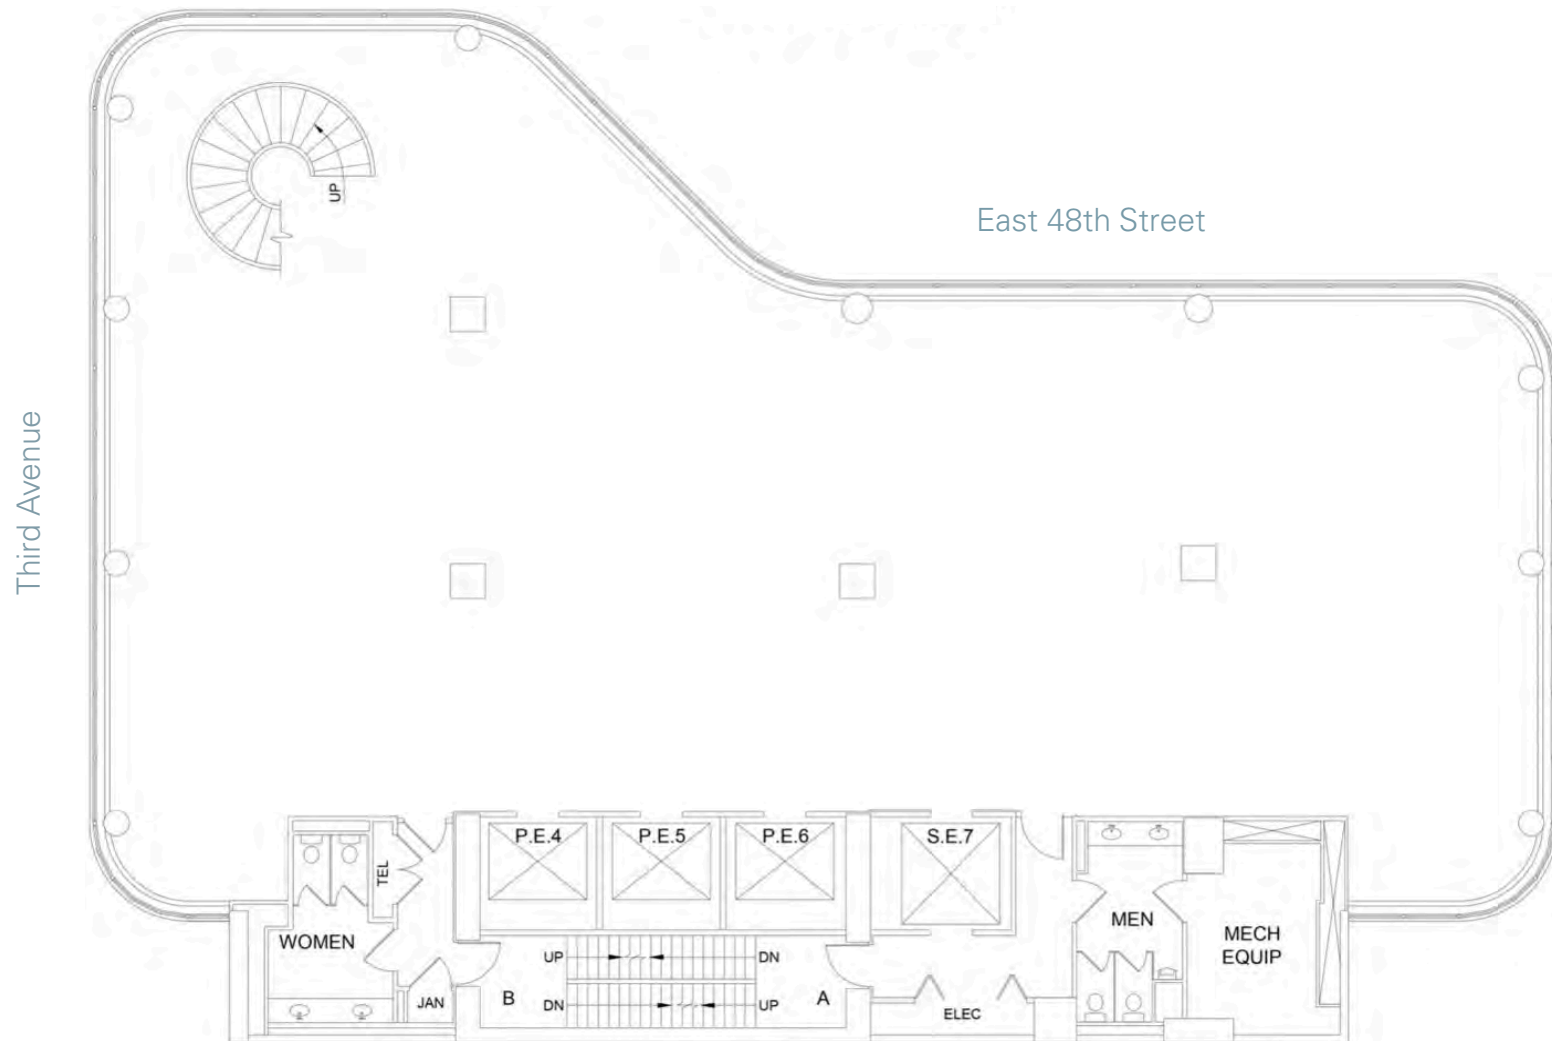 UP
East 48th Street
Third Avenue
P.E.4
P.E.5
P.E.6
S.E.7
TEL
WOMEN
MEN
MECH
EQUIP
UP
DN
JAN
B
DN
UP
A
ELEC